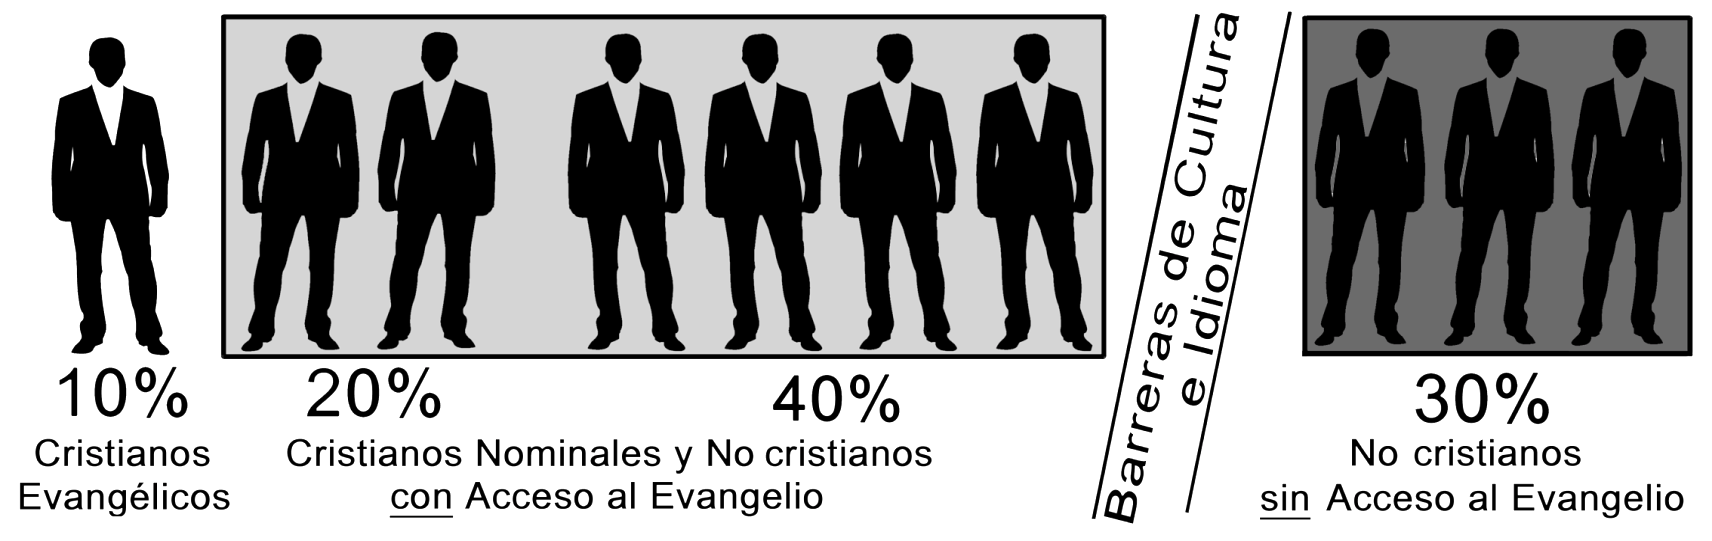 10%
Cristianos
Evangélicos
20%
40%
Cristianos Nominales y No cristianos
con Acceso al Evangelio
Barreras de Cultura
e Idioma
30%
No cristianos
sin Acceso al Evangelio